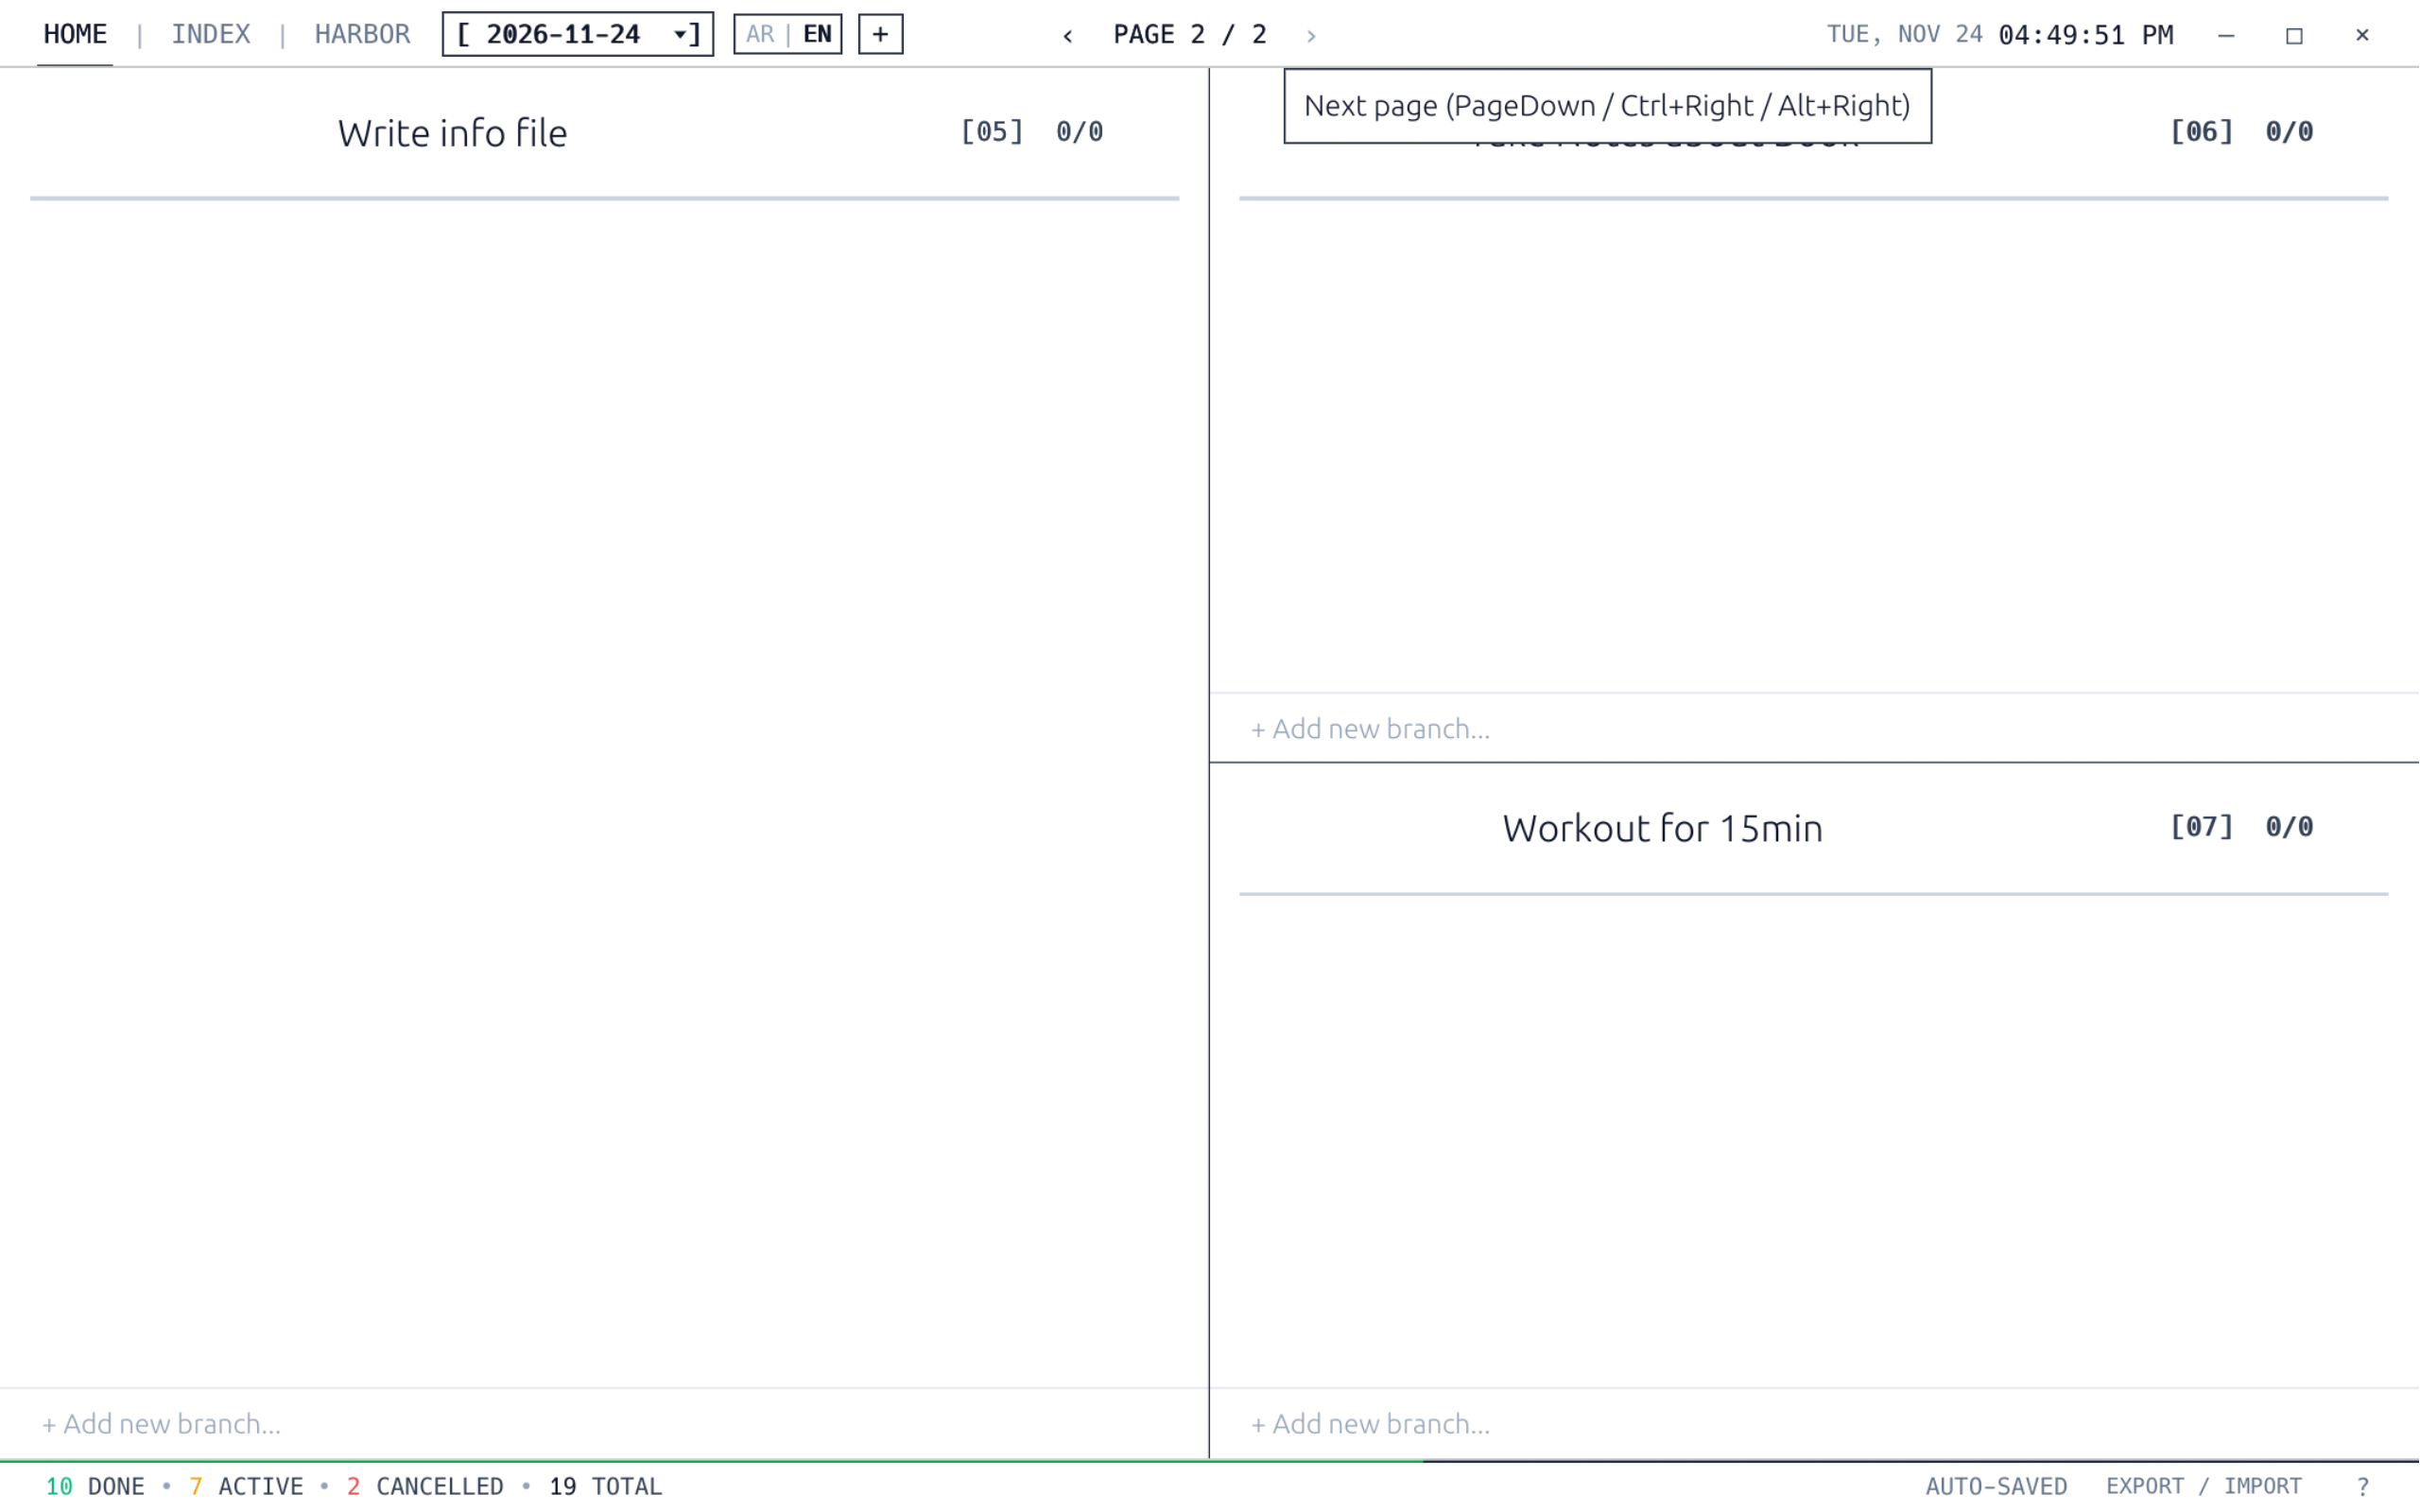 HOME | INDEX | HARBOR [ 2026-11-24 ▾] AR | EN + ‹ PAGE 2 / 2 › TUE, NOV 24 04:49:51 PM – □ ×
Next page (PageDown / Ctrl+Right / Alt+Right)
Write info file [05] 0/0
[06] 0/0
+ Add new branch...
Workout for 15min [07] 0/0
+ Add new branch...
+ Add new branch...
10 DONE • 7 ACTIVE • 2 CANCELLED • 19 TOTAL AUTO-SAVED EXPORT / IMPORT ?